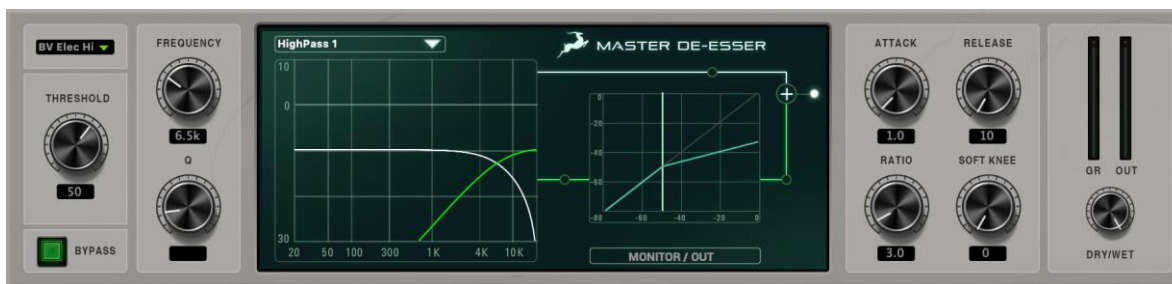 BV Elec Hi
THRESHOLD
50
BYPASS
FREQUENCY
6.5k
Q
HighPass 1
MASTER DE-ESSER
10
0
30
20 50 100 300 1K 4K 10K
0
-20
-40
-60
-80 -60 -40 -20 0
MONITOR / OUT
ATTACK RELEASE
1.0 10
RATIO SOFT KNEE
3.0 0
GR OUT
DRY/WET